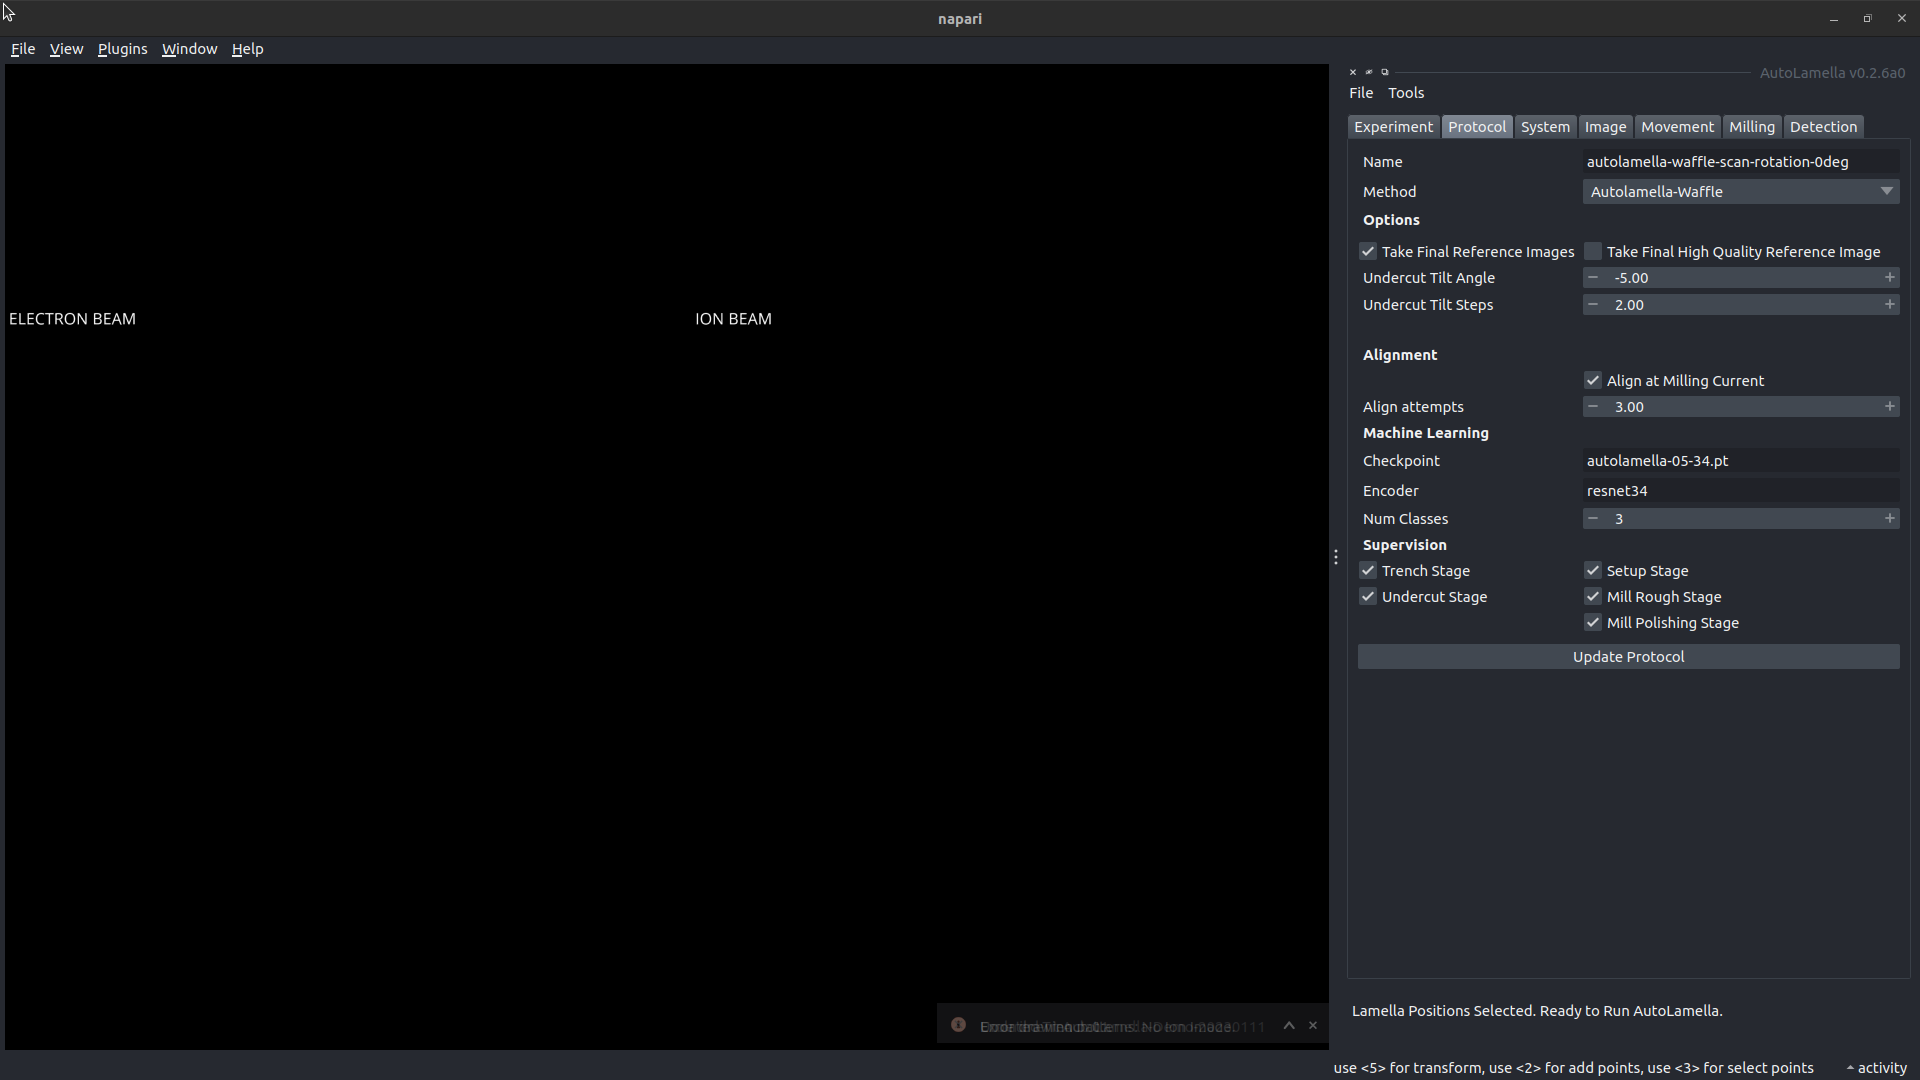 napari
File View Plugins Window Help
AutoLamella v0.2.6a0
File Tools
Experiment Protocol System Image Movement Milling Detection
Name autolamella-waffle-scan-rotation-0deg
Method Autolamella-Waffle
Options
Take Final Reference Images Take Final High Quality Reference Image
Undercut Tilt Angle -5.00
Undercut Tilt Steps 2.00
ELECTRON BEAM ION BEAM
Alignment
Align at Milling Current
Align attempts 3.00
Machine Learning
Checkpoint autolamella-05-34.pt
Encoder resnet34
Num Classes 3
Supervision
Trench Stage Setup Stage
Undercut Stage Mill Rough Stage
Mill Polishing Stage
Update Protocol
Lamella Positions Selected. Ready to Run AutoLamella.
use <5> for transform, use <2> for add points, use <3> for select points activity